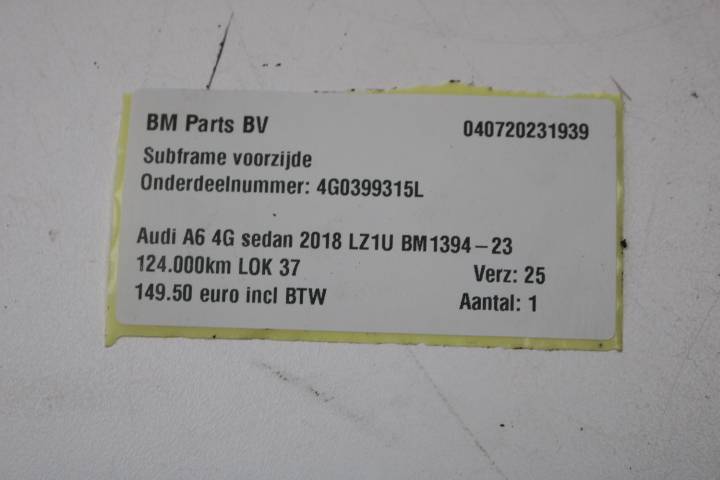 BM Parts BV 040720231939
Subframe voorzijde
Onderdeelnummer: 4G0399315L
Audi A6 4G sedan 2018 LZ1U BM1394-23
124.000km LOK 37 Verz: 25
149.50 euro incl BTW Aantal: 1